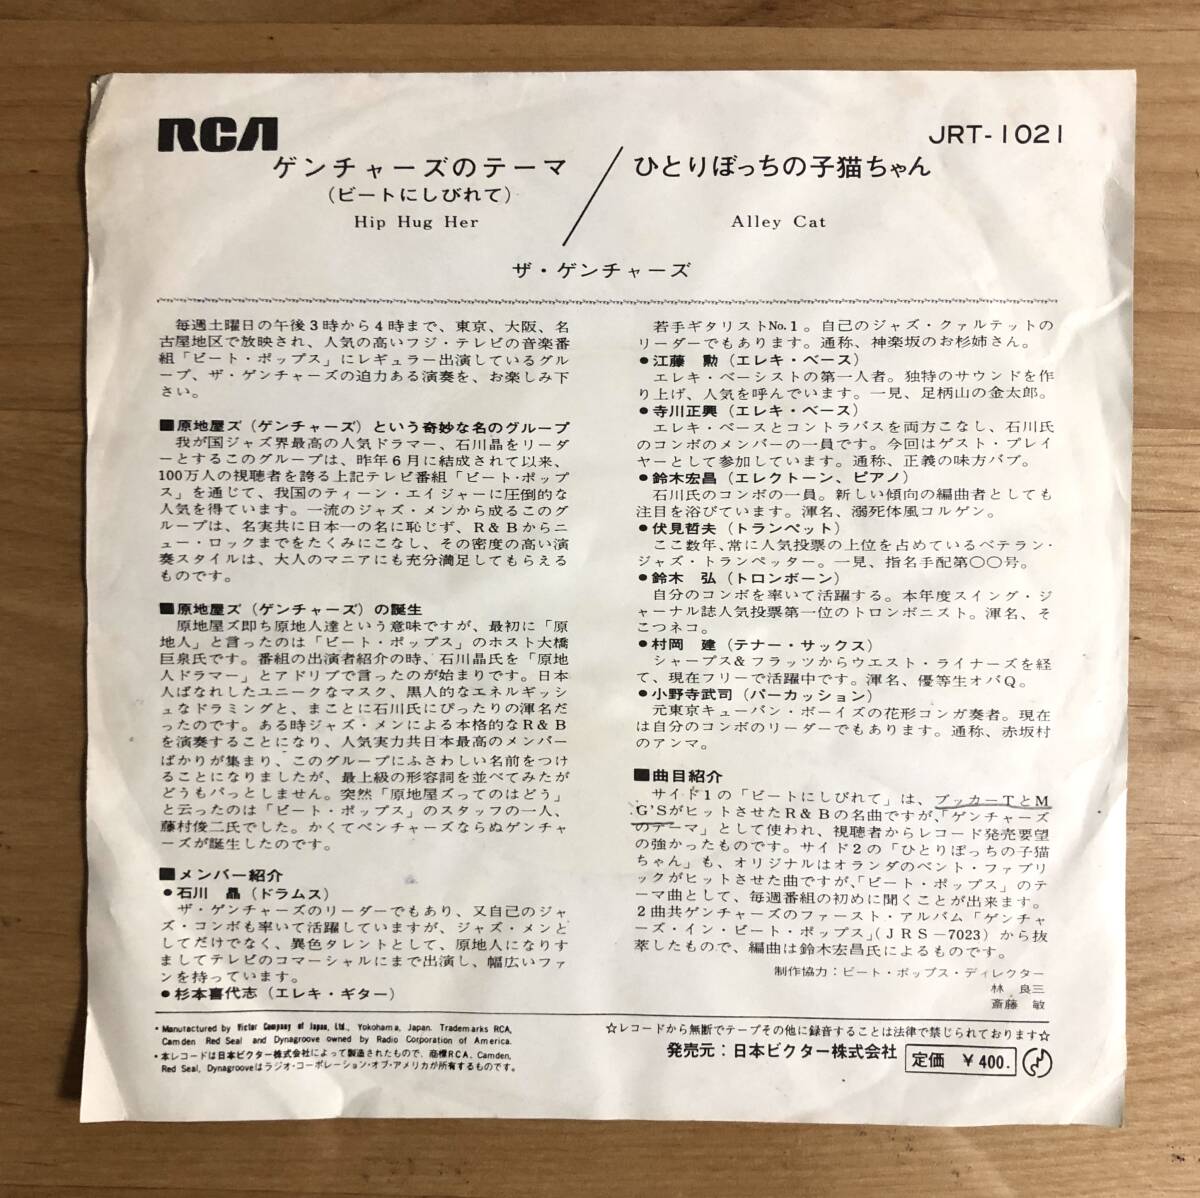 RCA
JRT-1021
ゲンチャーズのテーマ
(ビートにしびれて)
Hip Hug Her
ひとりぼっちの子猫ちゃん
Alley Cat
ザ・ゲンチャーズ
毎週土曜日の午後3時から4時まで、東京、大阪、名
古屋地区で放映され、人気の高いフジ・テレビの音楽番
組「ビート・ポップス」にレギュラー出演しているグル
ープ、ザ・ゲンチャーズの迫力ある演奏を、お楽しみ下
さい。
■原地屋ズ(ゲンチャーズ)という奇妙な名のグループ
我が国ジャズ界最高の人気ドラマー、石川晶をリーダ
ーとするこのグループは、昨年6月に結成されて以来、
100万人の視聴者を誇る上記テレビ番組「ビート・ポップ
ス」を通じて、我国のティーン・エイジャーに圧倒的な
人気を得ています。一流のジャズ・メンから成るこのグ
ループは、名実共に日本一の名に恥じず、R&Bからニ
ュー・ロックまでをたくみにこなし、その密度の高い演
奏スタイルは、大人のマニアにも充分満足してもらえる
ものです。
■原地屋ズ(ゲンチャーズ)の誕生
原地屋ズ即ち原地人達という意味ですが、最初に「原
地人」と言ったのは「ビート・ポップス」のホスト大橋
巨泉氏です。番組の出演者紹介の時、石川晶氏を「原地
人ドラマー」とアドリブで言ったのが始まりです。日本
人ばなれしたユニークなマスク、黒人的なエネルギッシ
ュなドラミングと、まことに石川氏にぴったりの渾名だ
ったのです。ある時ジャズ・メンによる本格的なR&B
を演奏することになり、人気実力共日本最高のメンバー
ばかりが集まり、このグループにふさわしい名前をつけ
ることになりましたが、最上級の形容詞を並べてみたが
どうもパっとしません。突然「原地屋ズってのはどう」
と云ったのは「ビート・ポップス」のスタッフの一人、
藤村俊二氏でした。かくてベンチャーズならぬゲンチャ
ーズが誕生したのです。
■メンバー紹介
●石川 晶(ドラムス)
ザ・ゲンチャーズのリーダーでもあり、又自己のジャ
ズ・コンボも率いて活躍していますが、ジャズ・メンと
してだけでなく、異色タレントとして、原地人になりす
ましてテレビのコマーシャルにまで出演し、幅広いファ
ンを持っています。
●杉本喜代志(エレキ・ギター)
若手ギタリストNo.1。自己のジャズ・クァルテットの
リーダーでもあります。通称、神楽坂のお杉姉さん。
●江藤 勲(エレキ・ベース)
エレキ・ベーシストの第一人者。独特のサウンドを作
り上げ、人気を呼んでいます。一見、足柄山の金太郎。
●寺川正興(エレキ・ベース)
エレキ・ベースとコントラバスを両方こなし、石川氏
のコンボのメンバーの一員です。今回はゲスト・プレイ
ヤーとして参加しています。通称、正義の味方パブ。
●鈴木宏昌(エレクトーン、ピアノ)
石川氏のコンボの一員。新しい傾向の編曲者としても
注目を浴びています。渾名、溺死体風コルゲン。
●伏見哲夫(トランペット)
ここ数年、常に人気投票の上位を占めているベテラン・
ジャズ・トランペッター。一見、指名手配第〇〇号。
●鈴木 弘(トロンボーン)
自分のコンボを率いて活躍する。本年度スイング・ジ
ャーナル誌人気投票第一位のトロンボニスト。渾名、そ
こつネコ。
●村岡 建(テナー・サックス)
シャープス&フラッツからウエスト・ライナーズを経
て、現在フリーで活躍中です。渾名、優等生オバQ。
●小野寺武司(パーカッション)
元東京キューバン・ボーイズの花形コンガ奏者。現在
は自分のコンボのリーダーでもあります。通称、赤坂村
のアンマ。
■曲目紹介
サイド1の「ビートにしびれて」は、ブッカーTとM
G'SがヒットさせたR&Bの名曲ですが、「ゲンチャーズ
のテーマ」として使われ、視聴者からレコード発売要望
の強かったものです。サイド2の「ひとりぼっちの子猫
ちゃん」も、オリジナルはオランダのベント・ファブリ
ックがヒットさせた曲ですが、「ビート・ポップス」のテ
ーマ曲として、毎週番組の初めに聞くことが出来ます。
2曲共ゲンチャーズのファースト・アルバム「ゲンチャ
ーズ・イン・ビート・ポップス」(JRS-7023)から抜
萃したもので、編曲は鈴木宏昌氏によるものです。
制作協力:ビート・ポップス・ディレクター
林 良三
斎藤 敏
・Manufactured by Victor Company of Japan, Ltd., Yokohama, Japan. Trademarks RCA,
Camden Red Seal and Dynagroove owned by Radio Corporation of America.
・本レコードは日本ビクター株式会社によって製造されたもので、商標RCA, Camden,
Red Seal, Dynagrooveはラジオ・コーポレーション・オブ・アメリカが所有するものです。
☆レコードから無断でテープその他に録音することは法律で禁じられております☆
発売元:日本ビクター株式会社
定価 ¥400.